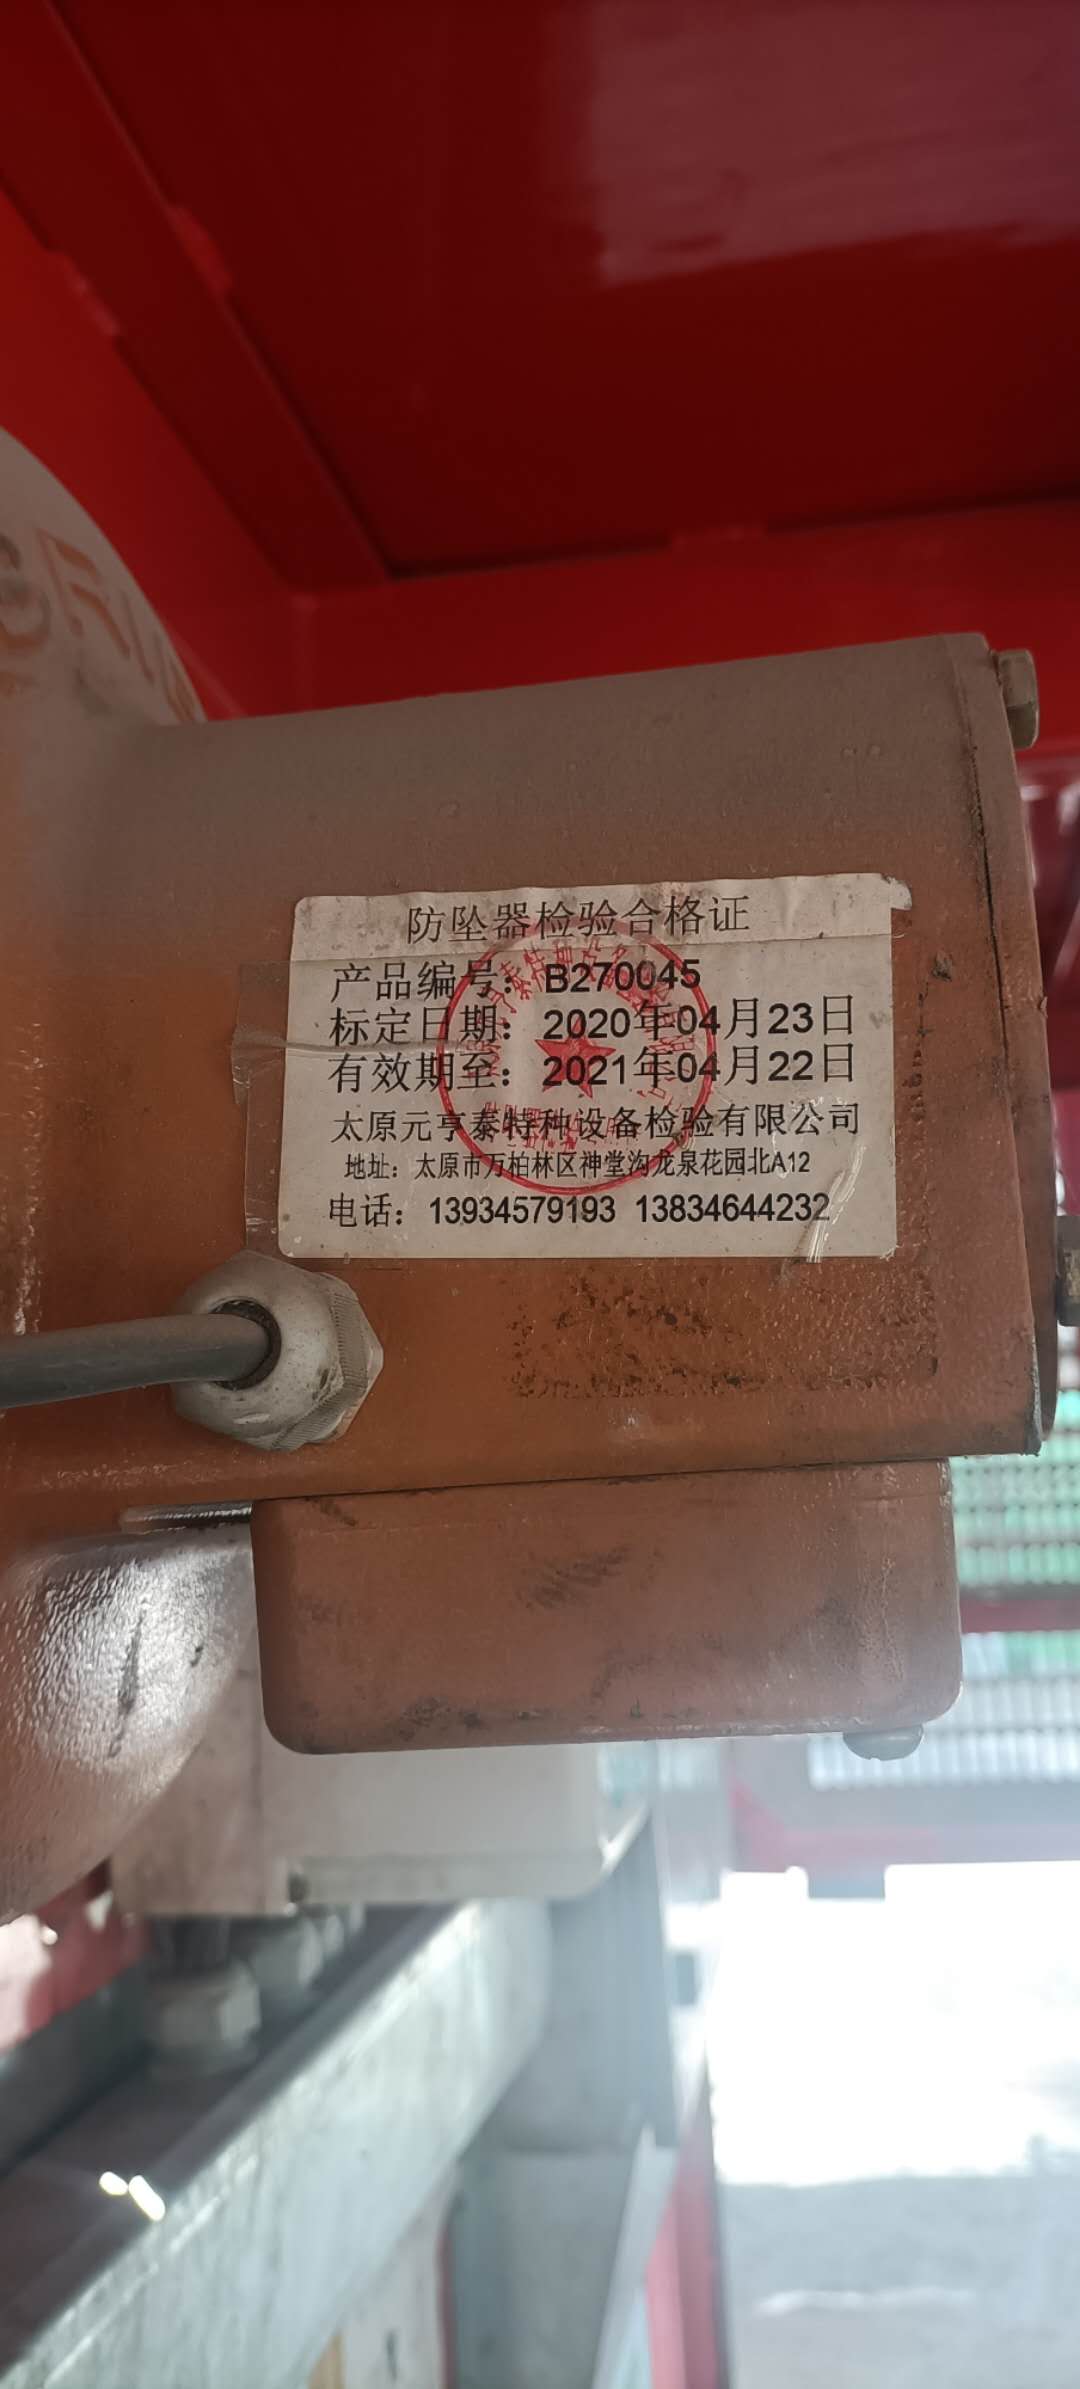 防坠器检验合格证
产品编号：B270045
标定日期：2020年04月23日
有效期至：2021年04月22日
太原元亨泰特种设备检验有限公司
地址：太原市万柏林区神堂沟龙泉花园北A12
电话：13934579193 13834644232